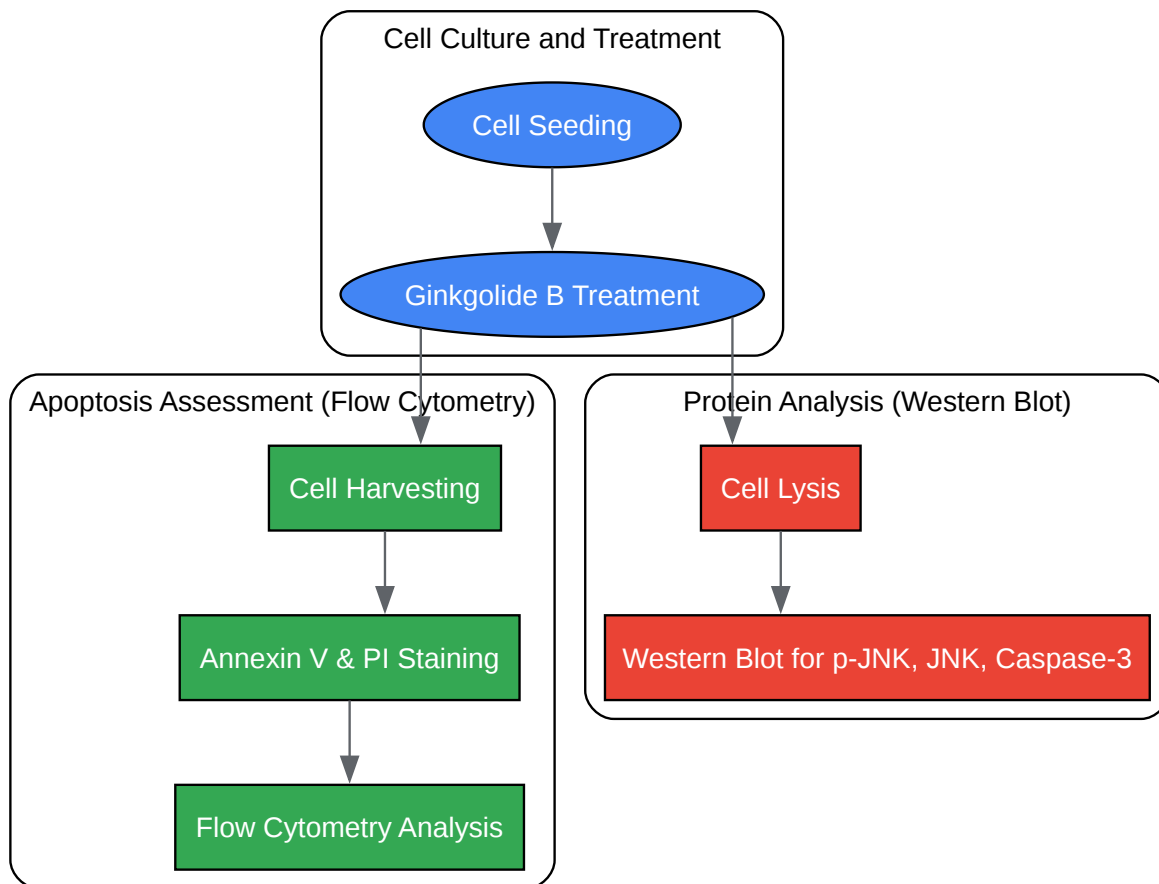 Cell Culture and Treatment
Cell Seeding
Ginkgolide B Treatment
Apoptosis Assessment (Flow Cytometry)
Cell Harvesting
Annexin V & PI Staining
Flow Cytometry Analysis
Protein Analysis (Western Blot)
Cell Lysis
Western Blot for p-JNK, JNK, Caspase-3